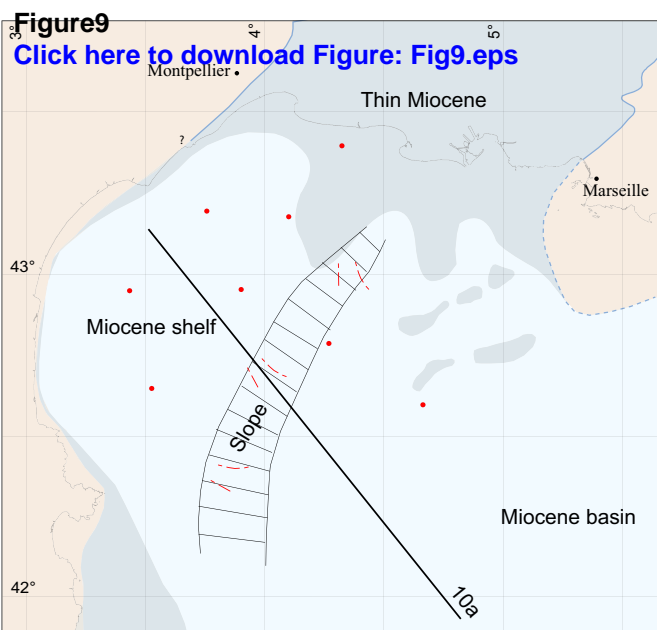 Figure9
Click here to download Figure: Fig9.eps
3°
4°
5°
Montpellier
Thin Miocene
?
Marseille
43°
Miocene shelf
Slope
Miocene basin
42°
10a